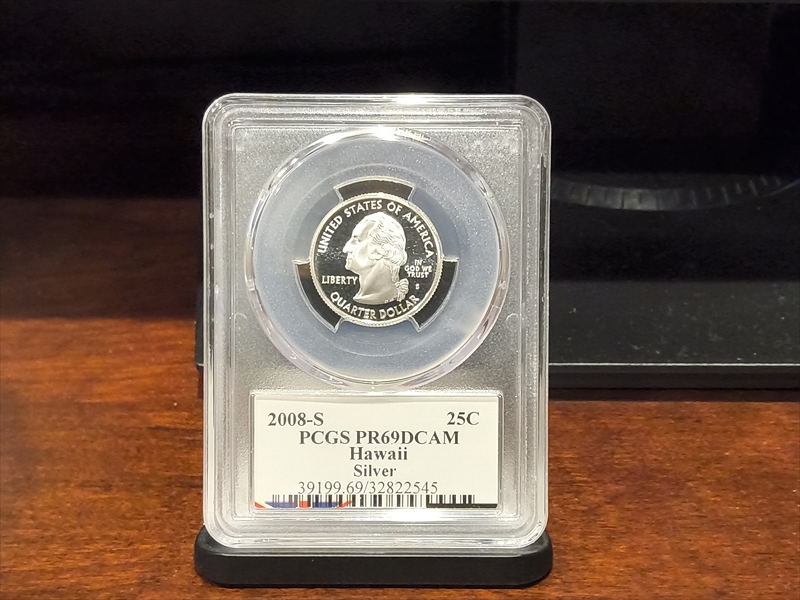 UNITED STATES OF AMERICA
LIBERTY
IN
GOD WE
TRUST
S
QUARTER DOLLAR
2008-S 25C
PCGS PR69DCAM
Hawaii
Silver
39199.69/32822545